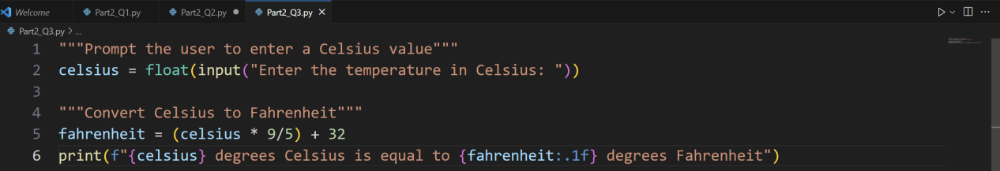 Welcome Part2_Q1.py Part2_Q2.py Part2_Q3.py
Part2_Q3.py > ...
1 """Prompt the user to enter a Celsius value"""
2 celsius = float(input("Enter the temperature in Celsius: "))
3
4 """Convert Celsius to Fahrenheit"""
5 fahrenheit = (celsius * 9/5) + 32
6 print(f"{celsius} degrees Celsius is equal to {fahrenheit:.1f} degrees Fahrenheit")